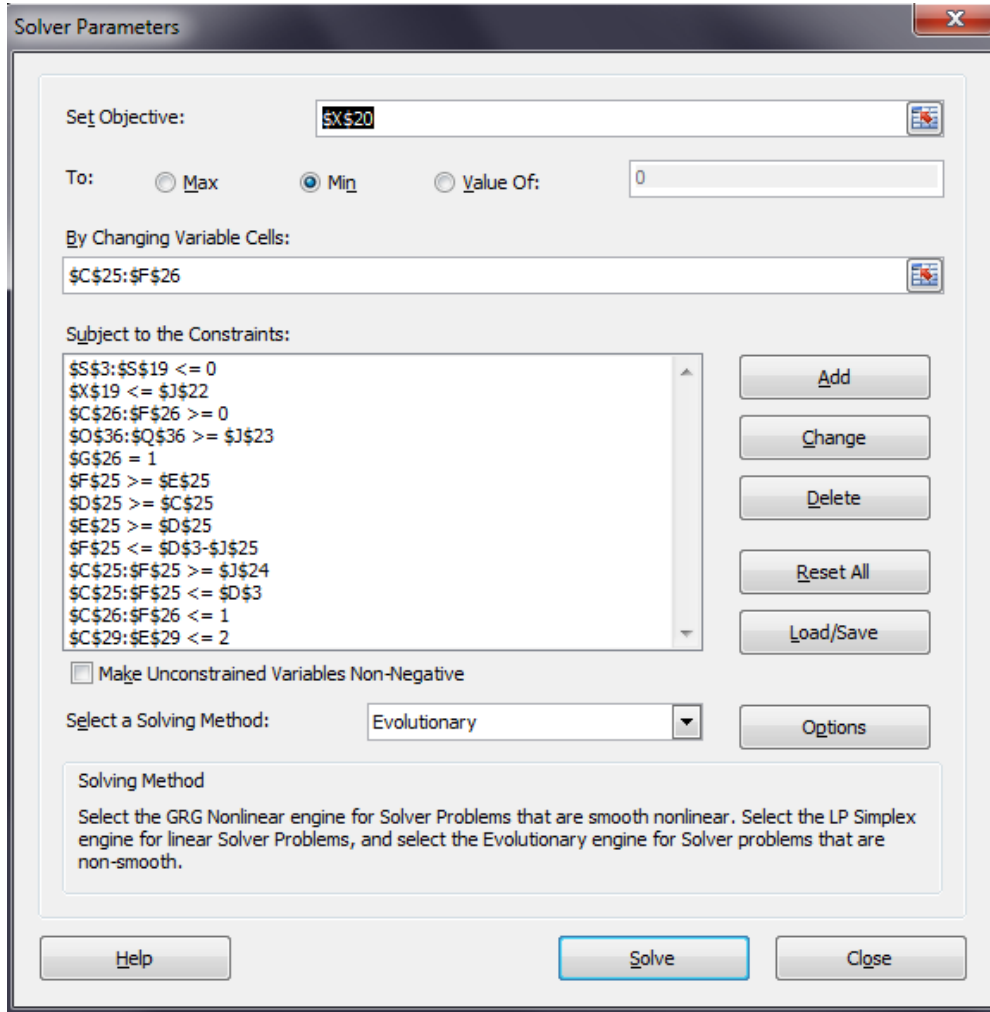 Solver Parameters
x
Set Objective: $X$20
To: Max Min Value Of: 0
By Changing Variable Cells:
$C$25:$F$26
Subject to the Constraints:
$S$3:$S$19 <= 0
$X$19 <= $J$22
$C$26:$F$26 >= 0
$O$36:$Q$36 >= $J$23
$G$26 = 1
$F$25 >= $E$25
$D$25 >= $C$25
$E$25 >= $D$25
$F$25 <= $D$3-$J$25
$C$25:$F$25 >= $J$24
$C$25:$F$25 <= $D$3
$C$26:$F$26 <= 1
$C$29:$E$29 <= 2
Add
Change
Delete
Reset All
Load/Save
Make Unconstrained Variables Non-Negative
Select a Solving Method: Evolutionary Options
Solving Method
Select the GRG Nonlinear engine for Solver Problems that are smooth nonlinear. Select the LP Simplex
engine for linear Solver Problems, and select the Evolutionary engine for Solver problems that are
non-smooth.
Help Solve Close